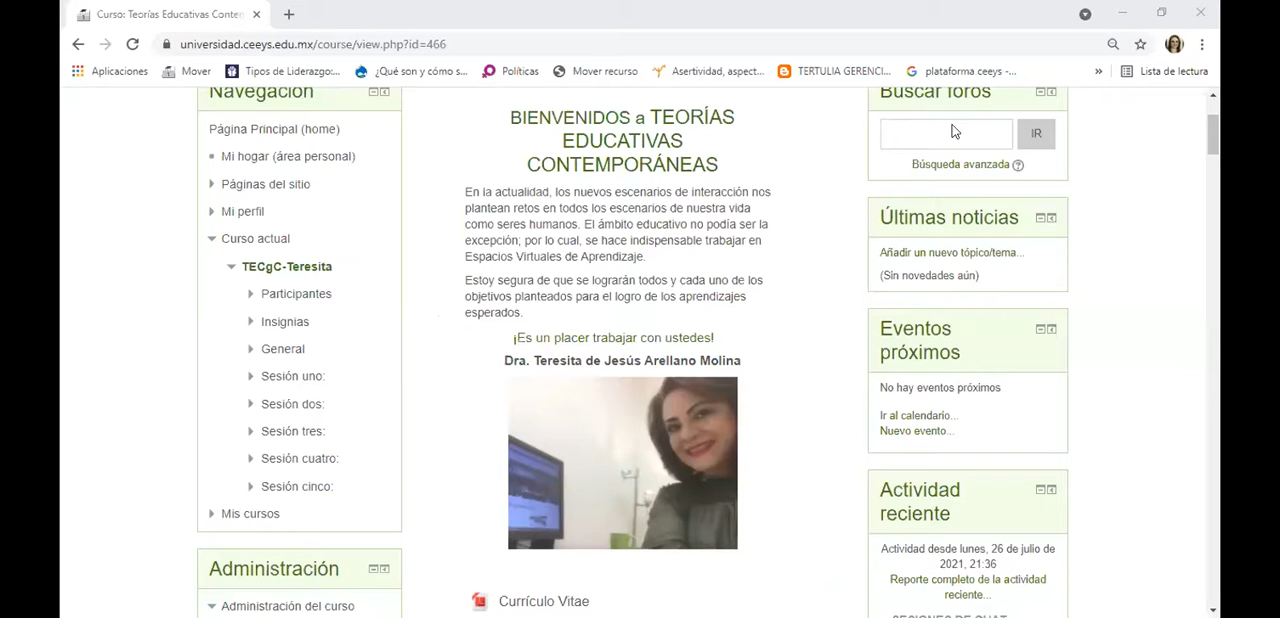 Curso: Teorías Educativas Conten
universidad.ceeys.edu.mx/course/view.php?id=466
Aplicaciones
Mover
Tipos de Liderazgo:...
¿Qué son y cómo s...
Políticas
Mover recurso
Asertividad, aspect...
TERTULIA GERENCI...
plataforma ceeys -...
»
Lista de lectura
Navegación
Página Principal (home)
Mi hogar (área personal)
Páginas del sitio
Mi perfil
Curso actual
TECgC-Teresita
Participantes
Insignias
General
Sesión uno:
Sesión dos:
Sesión tres:
Sesión cuatro:
Sesión cinco:
Mis cursos
Administración
Administración del curso
BIENVENIDOS a TEORÍAS
EDUCATIVAS
CONTEMPORÁNEAS
En la actualidad, los nuevos escenarios de interacción nos
plantean retos en todos los escenarios de nuestra vida
como seres humanos. El ámbito educativo no podía ser la
excepción; por lo cual, se hace indispensable trabajar en
Espacios Virtuales de Aprendizaje.
Estoy segura de que se lograrán todos y cada uno de los
objetivos planteados para el logro de los aprendizajes
esperados.
¡Es un placer trabajar con ustedes!
Dra. Teresita de Jesús Arellano Molina
Currículo Vitae
Buscar foros
IR
Búsqueda avanzada
Últimas noticias
Añadir un nuevo tópico/tema...
(Sin novedades aún)
Eventos
próximos
No hay eventos próximos
Ir al calendario...
Nuevo evento...
Actividad
reciente
Actividad desde lunes, 26 de julio de
2021, 21:36
Reporte completo de la actividad
reciente...
SESIONES DE CHAT